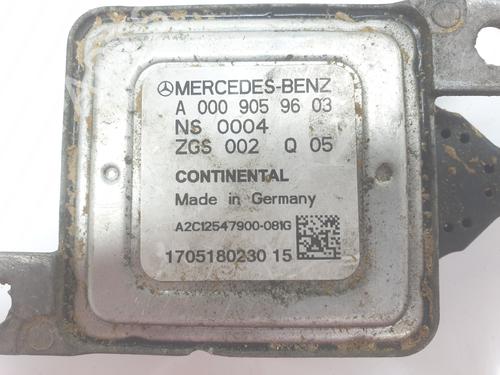 MERCEDES-BENZ
A 000 905 96 03
NS 0004
ZGS 002 Q 05
CONTINENTAL
Made in Germany
A2C12547900-081G
1705180230 15